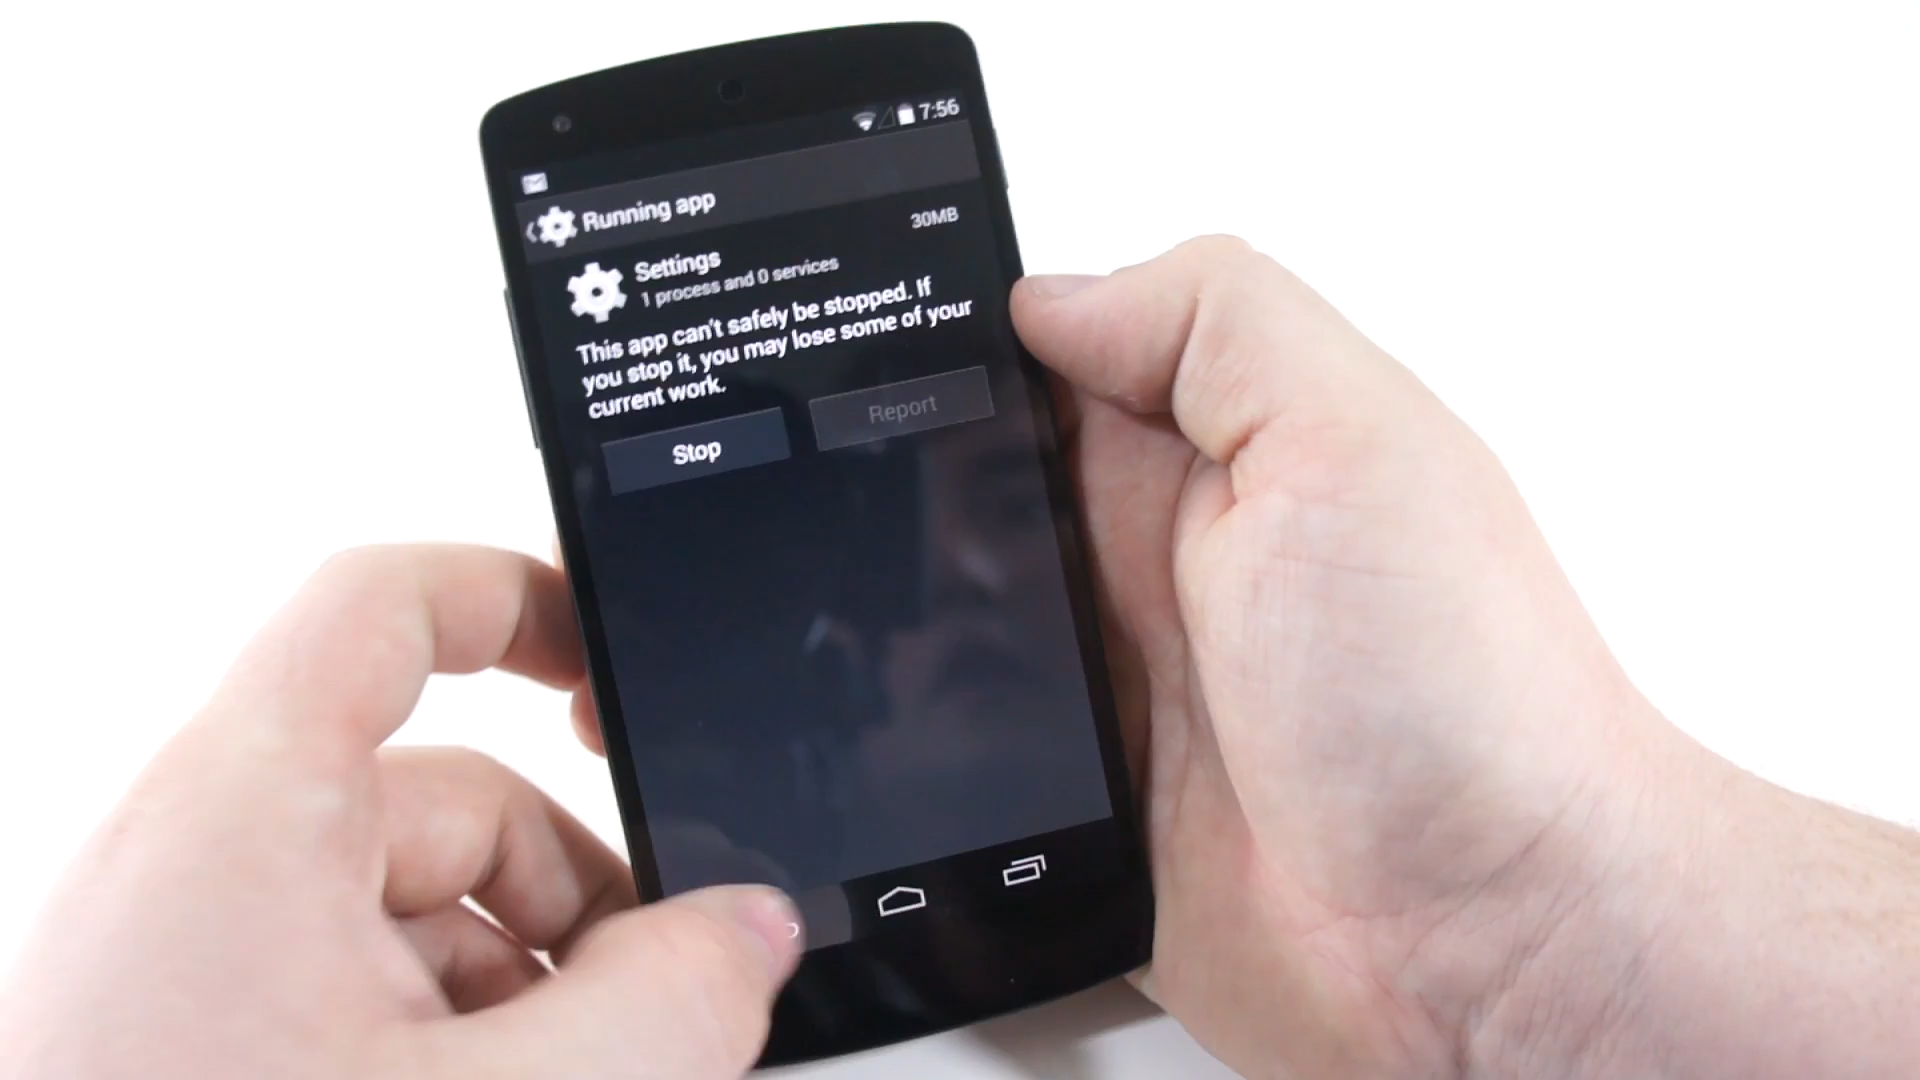 7:56
Running app
Settings
30MB
1 process and 0 services
This app can't safely be stopped. If
you stop it, you may lose some of your
current work.
Stop
Report